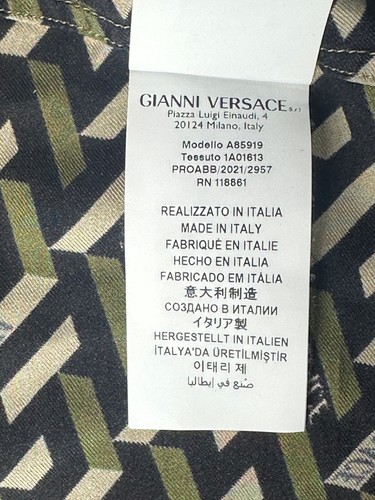 GIANNI VERSACE S.r.l
Piazza Luigi Einaudi, 4
20124 Milano, Italy
Modello A85919
Tessuto 1A01613
PROABB/2021/2957
RN 118861
REALIZZATO IN ITALIA
MADE IN ITALY
FABRIQUÉ EN ITALIE
HECHO EN ITALIA
FABRICADO EM ITÁLIA
意大利制造
СОЗДАНО В ИТАЛИИ
イタリア製
HERGESTELLT IN ITALIEN
İTALYA'DA ÜRETİLMİŞTİR
이태리 제
صنع في إيطاليا